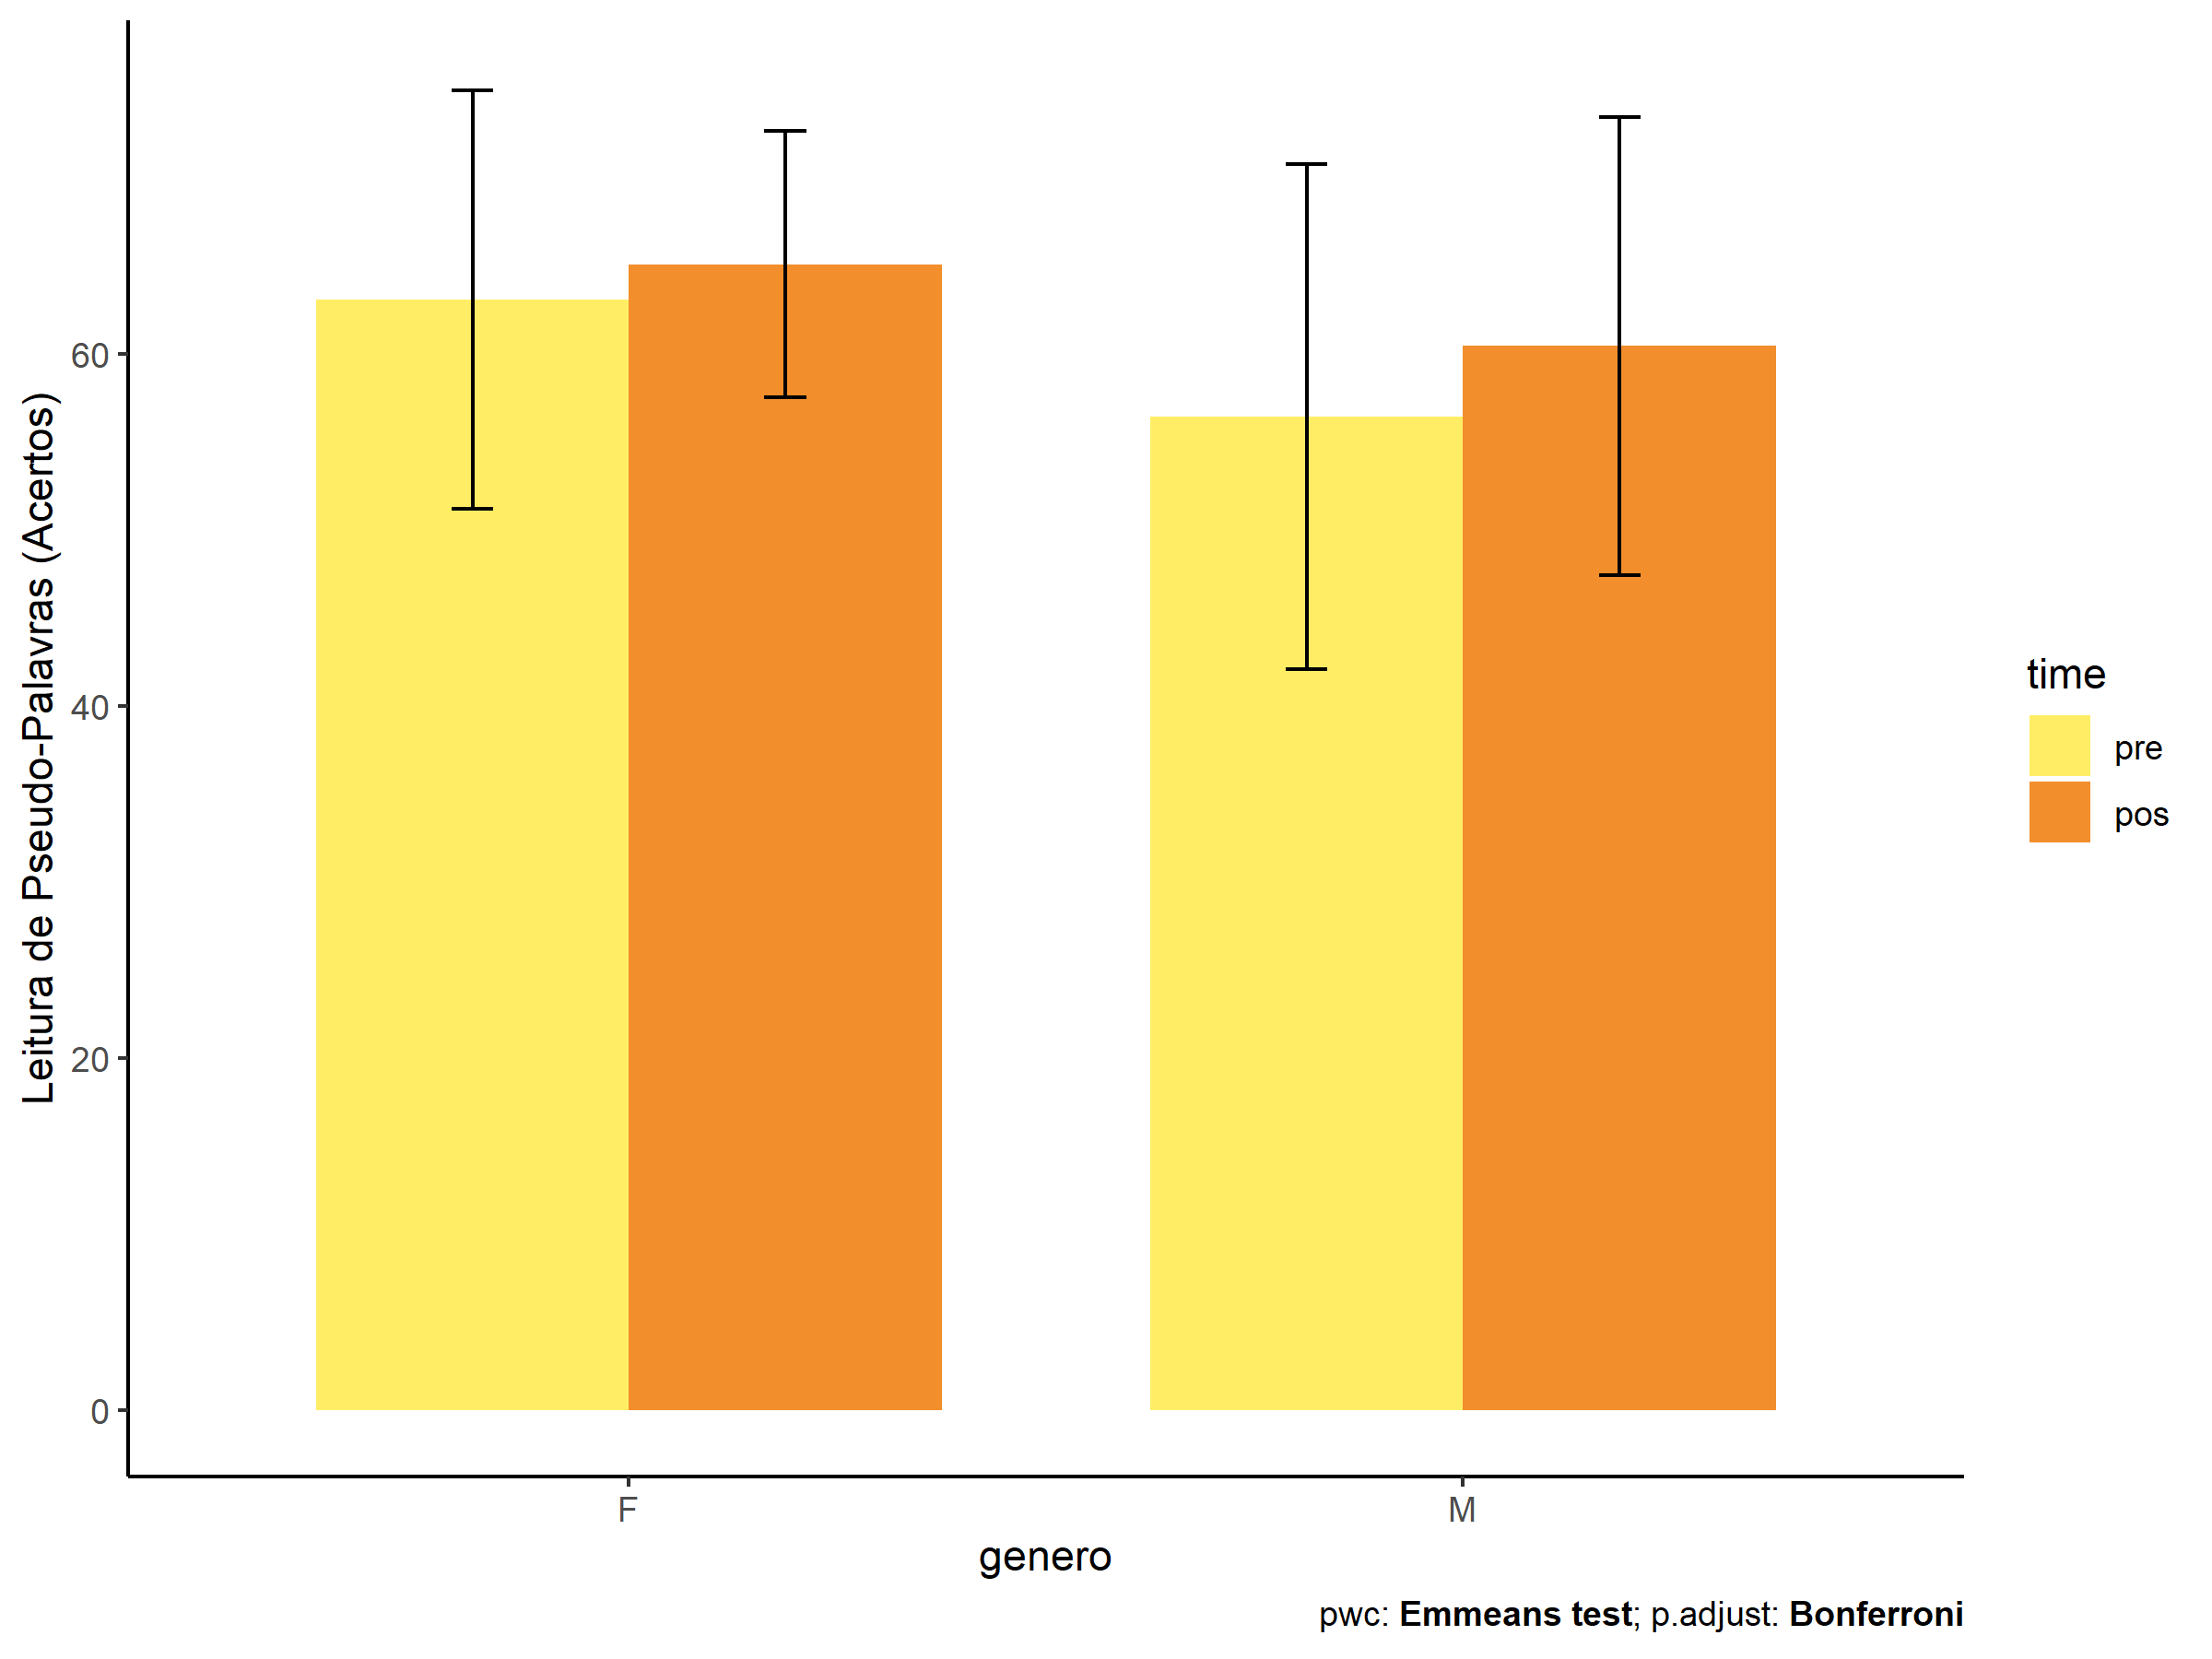 Leitura de Pseudo-Palavras (Acertos)
60
40
20
0
F
M
genero
time
pre
pos
pwc: Emmeans test; p.adjust: Bonferroni